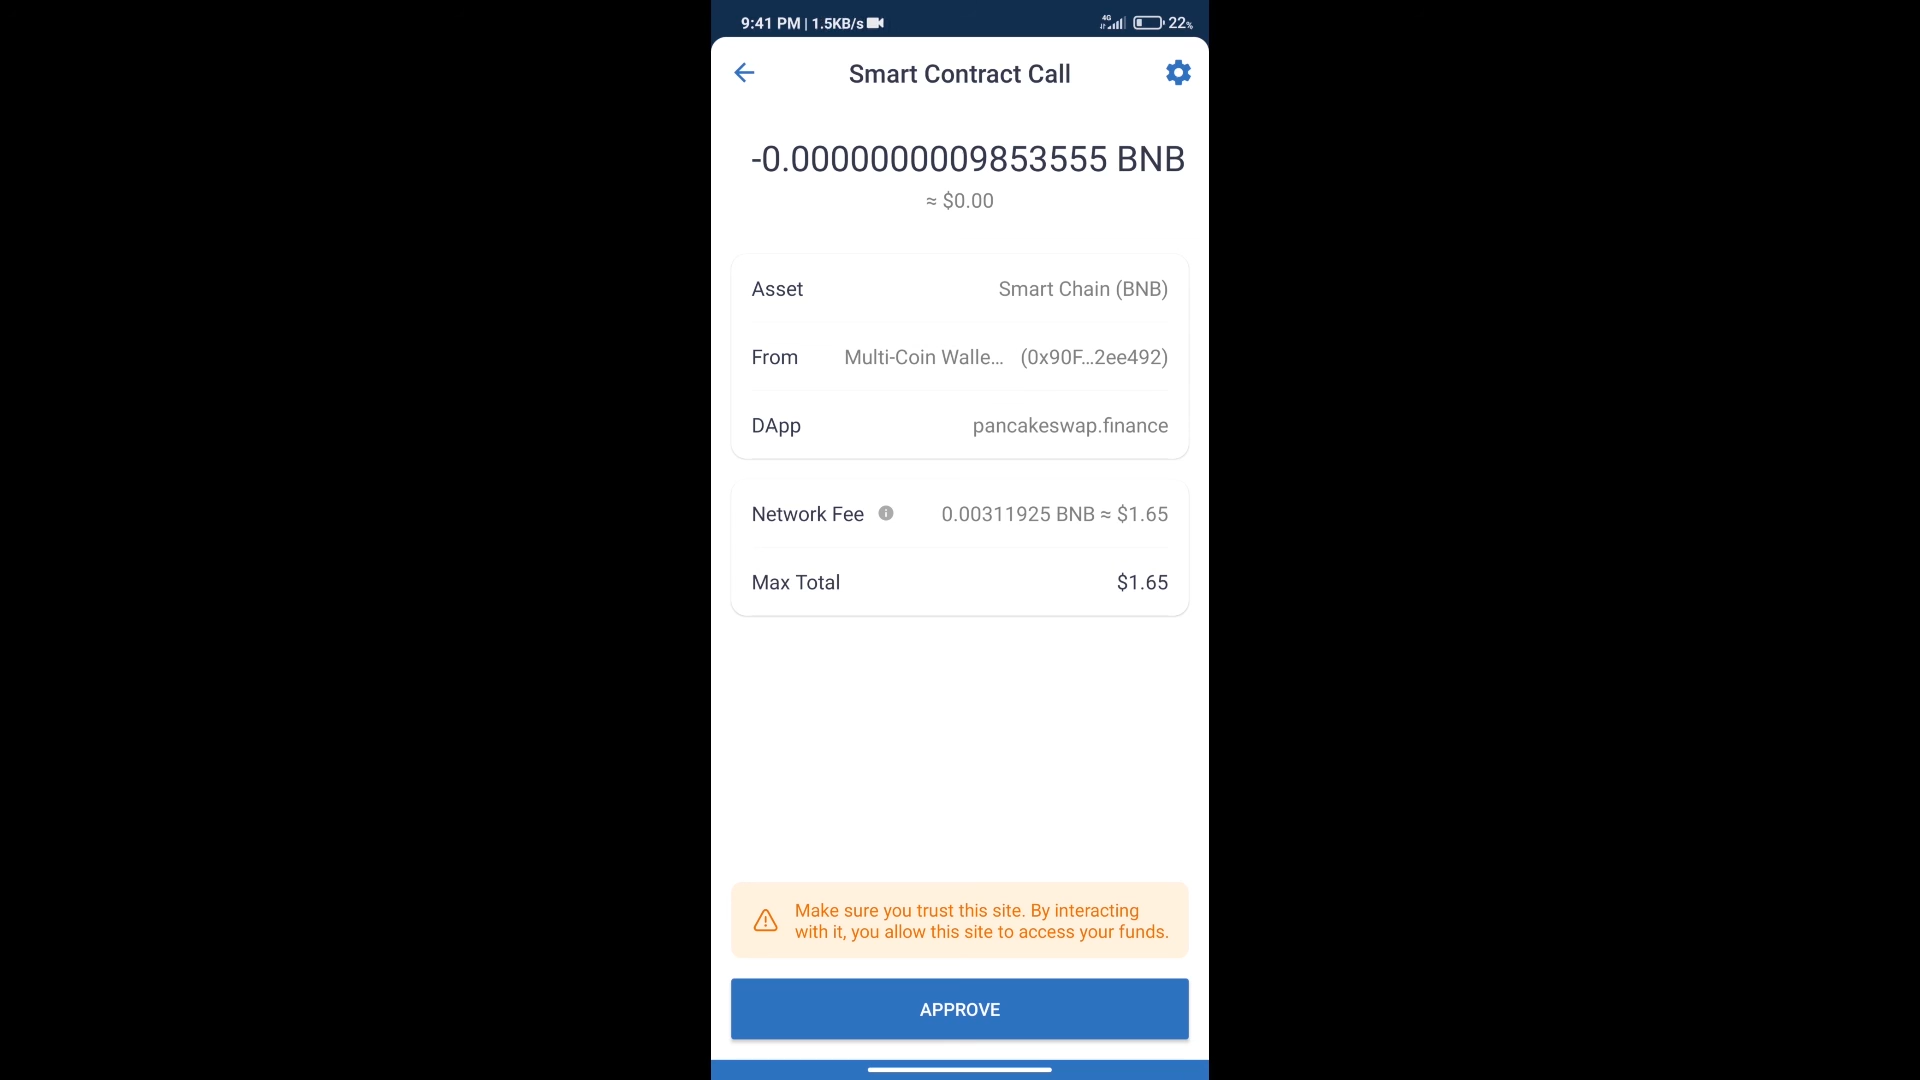 9:41 PM | 1.5KB/s 4G 22%
Smart Contract Call
-0.0000000009853555 BNB
≈ $0.00
Asset Smart Chain (BNB)
From Multi-Coin Walle... (0x90F...2ee492)
DApp pancakeswap.finance
Network Fee 0.00311925 BNB ≈ $1.65
Max Total $1.65
Make sure you trust this site. By interacting
with it, you allow this site to access your funds.
APPROVE